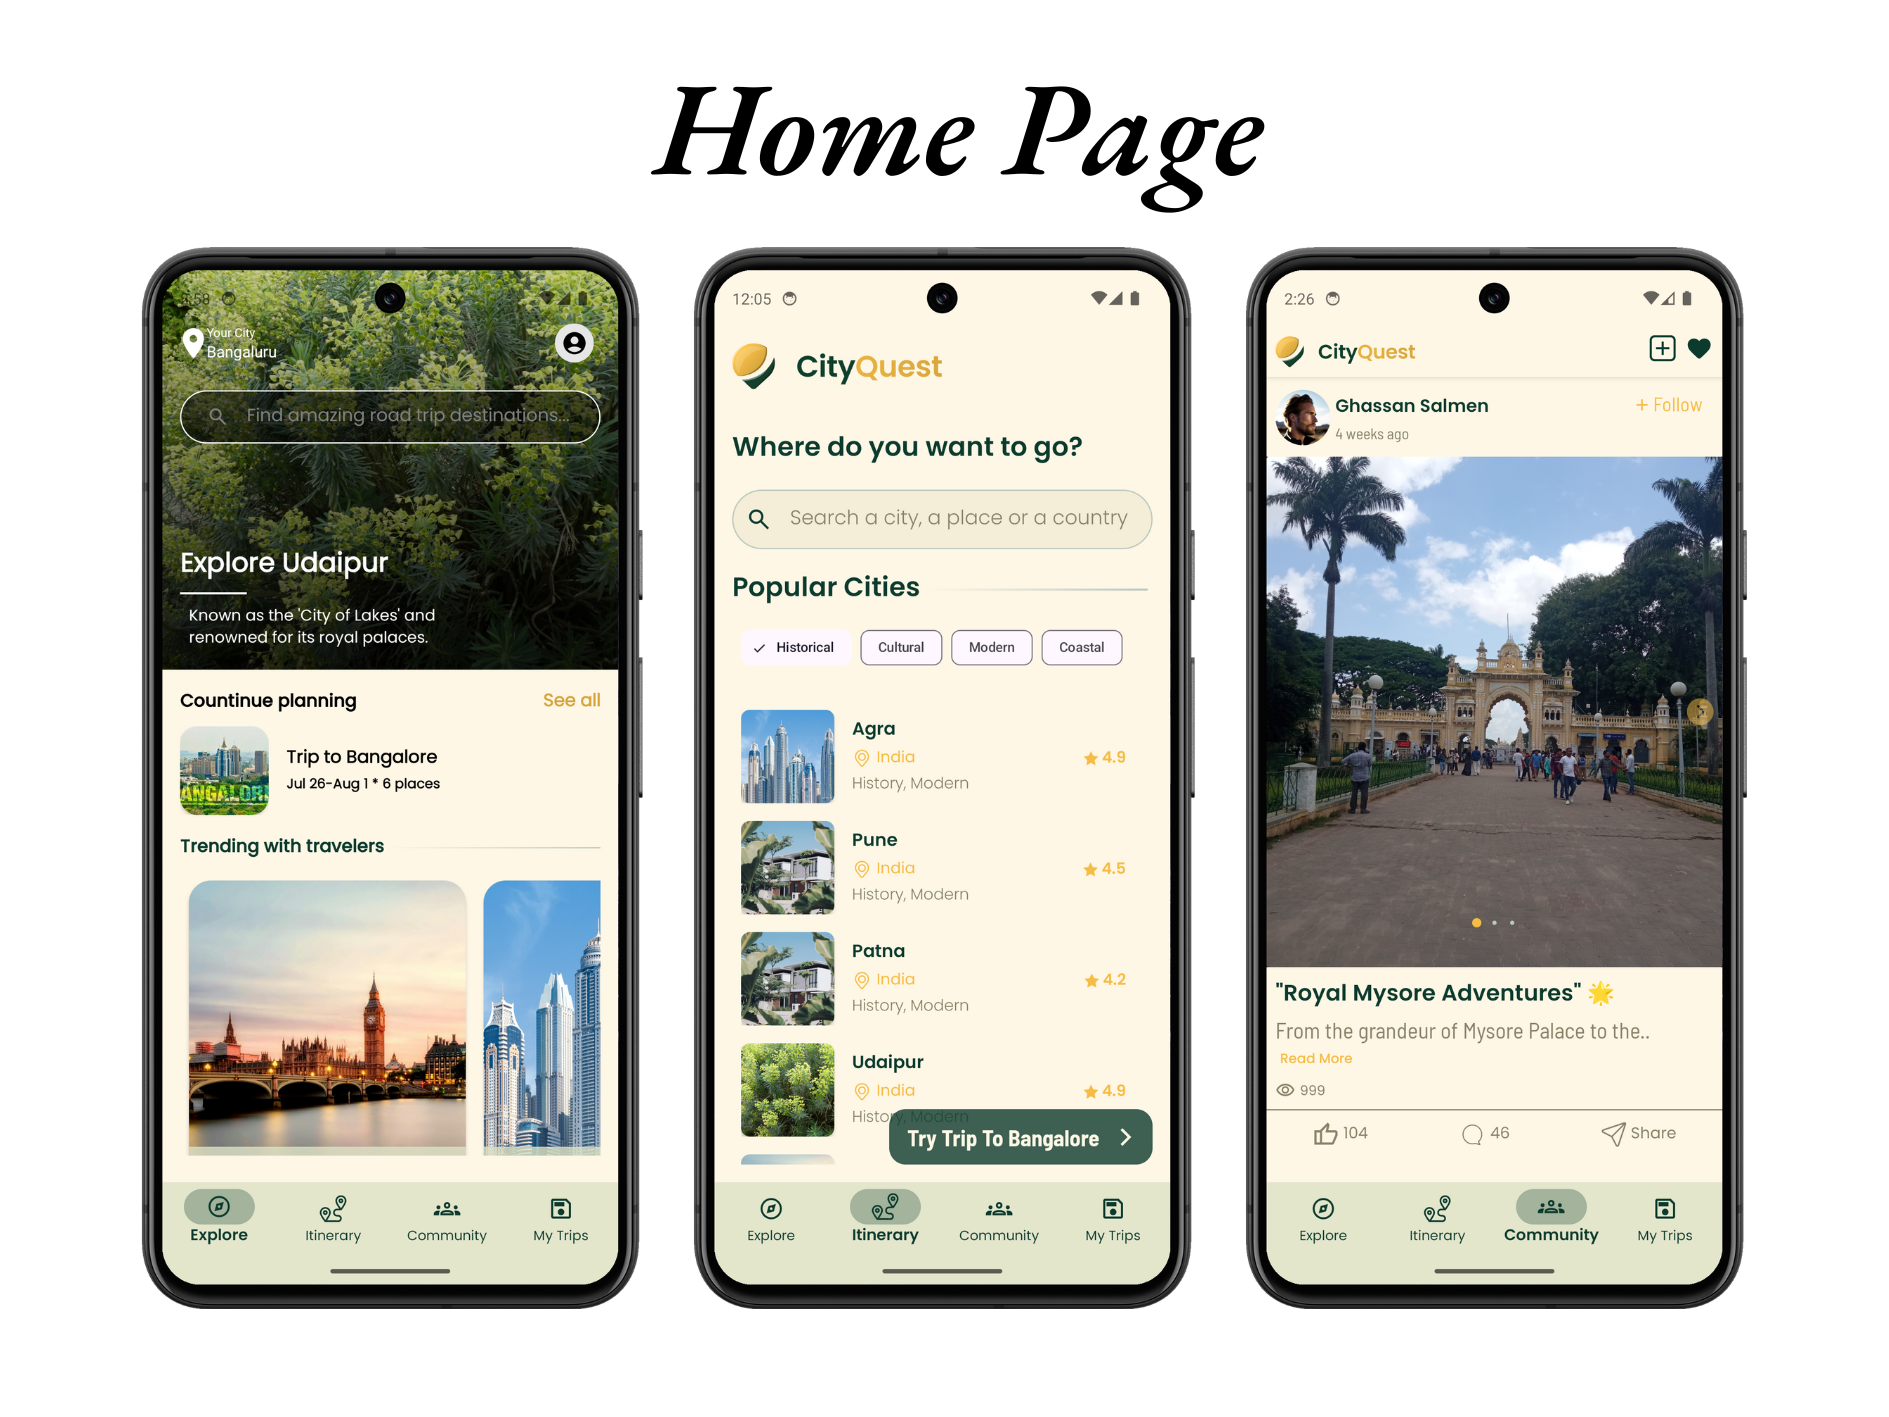 Home Page
Your City
Bangaluru
Find amazing road trip destinations...
Explore Udaipur
Known as the 'City of Lakes' and
renowned for its royal palaces.
Countinue planning
See all
ANGALOR
Trip to Bangalore
Jul 26-Aug 1 * 6 places
Trending with travelers
Explore
Itinerary
Community
My Trips
12:05
CityQuest
Where do you want to go?
Search a city, a place or a country
Popular Cities
Historical
Cultural
Modern
Coastal
Agra
India
4.9
History, Modern
Pune
India
4.5
History, Modern
Patna
India
4.2
History, Modern
Udaipur
India
4.9
History, Modern
Try Trip To Bangalore
Explore
Itinerary
Community
My Trips
2:26
CityQuest
Ghassan Salmen
+ Follow
4 weeks ago
"Royal Mysore Adventures" 🌟
From the grandeur of Mysore Palace to the..
Read More
999
104
46
Share
Explore
Itinerary
Community
My Trips